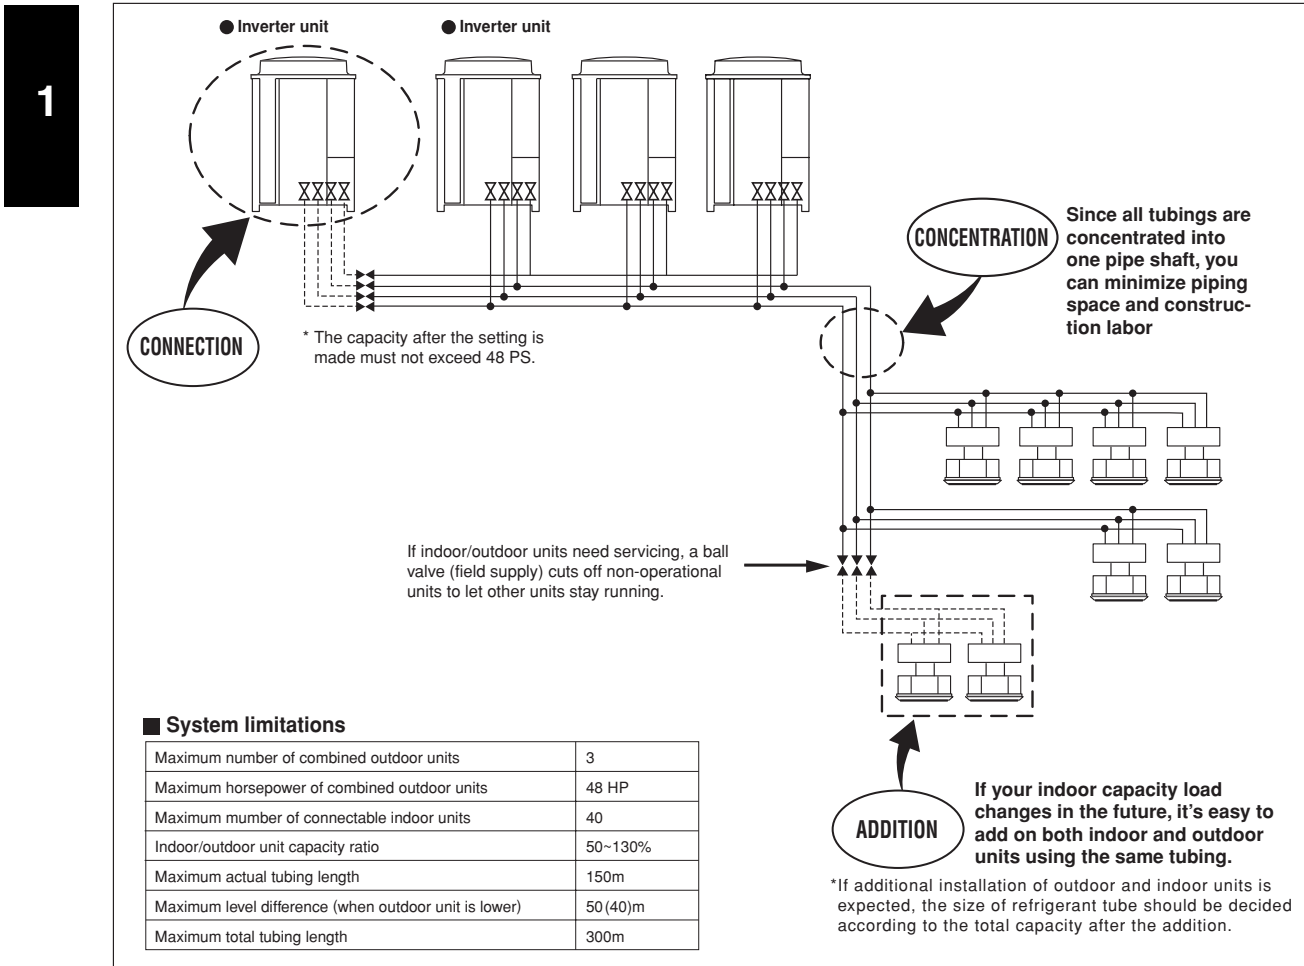 1
● Inverter unit
● Inverter unit
CONNECTION
* The capacity after the setting is
made must not exceed 48 PS.
CONCENTRATION
Since all tubings are
concentrated into
one pipe shaft, you
can minimize piping
space and construc-
tion labor
If indoor/outdoor units need servicing, a ball
valve (field supply) cuts off non-operational
units to let other units stay running.
■ System limitations
Maximum number of combined outdoor units 3
Maximum horsepower of combined outdoor units 48 HP
Maximum mumber of connectable indoor units 40
Indoor/outdoor unit capacity ratio 50~130%
Maximum actual tubing length 150m
Maximum level difference (when outdoor unit is lower) 50(40)m
Maximum total tubing length 300m
ADDITION
If your indoor capacity load
changes in the future, it's easy to
add on both indoor and outdoor
units using the same tubing.
*If additional installation of outdoor and indoor units is
expected, the size of refrigerant tube should be decided
according to the total capacity after the addition.